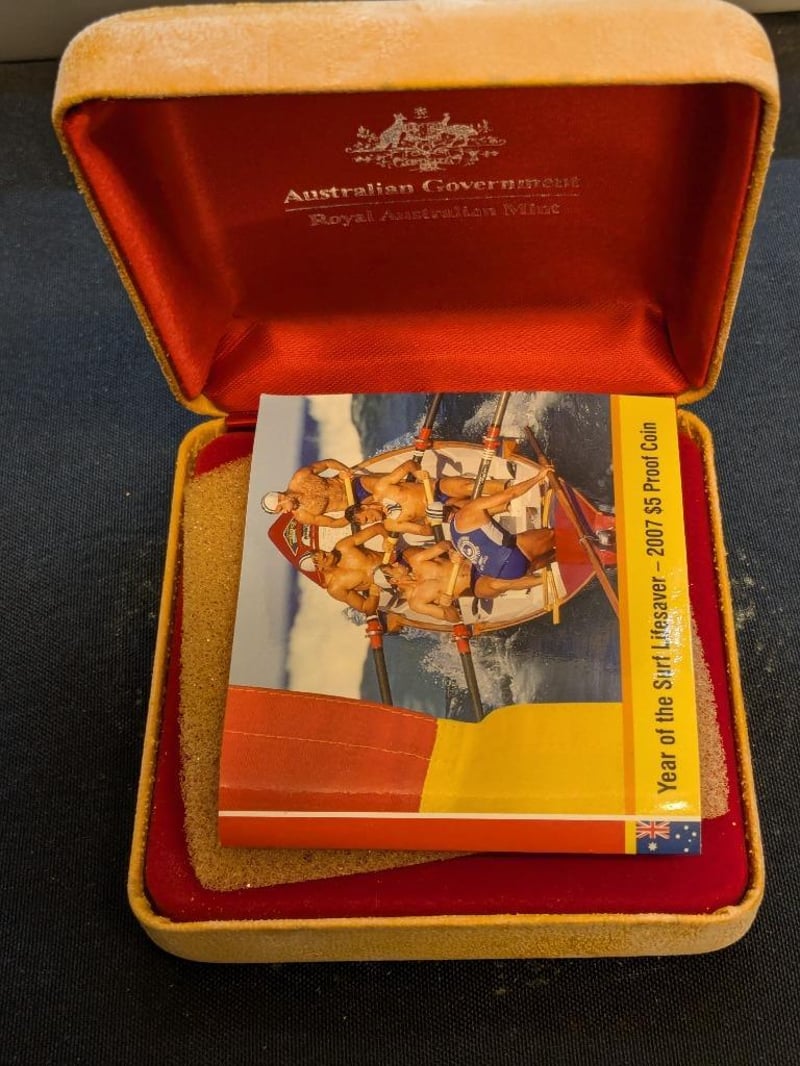 Australian Government
Royal Australian Mint
Year of the Surf Lifesaver – 2007 $5 Proof Coin